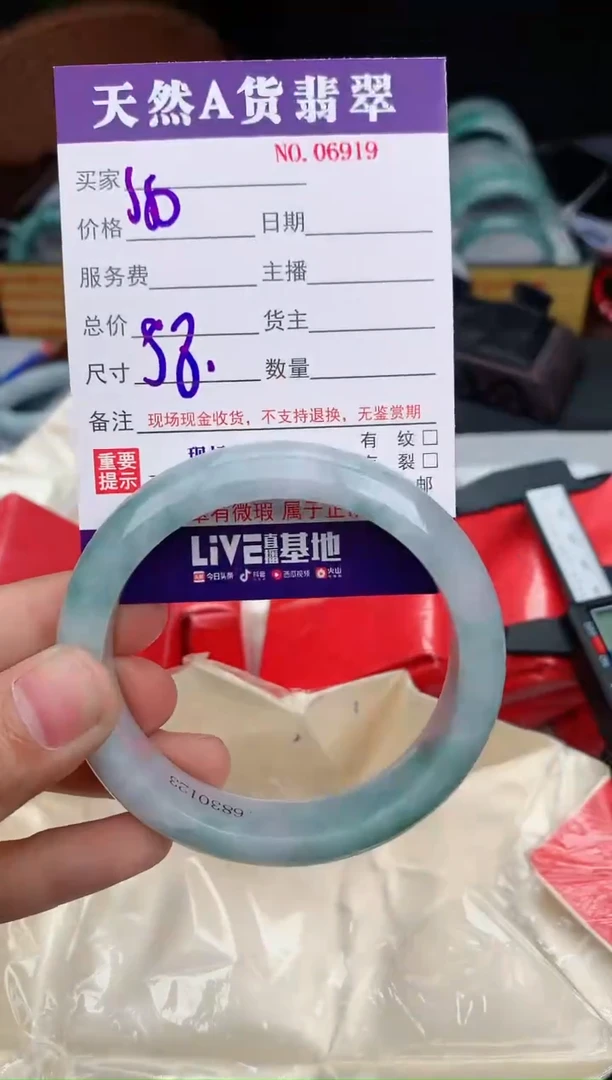 天然A货翡翠
NO. 06919
买家
价格 日期
服务费 主播
总价 货主
尺寸 58. 数量
备注 现场现金收货，不支持退换，无鉴赏期
重要 有 纹□
提示 裂□
邮
有微瑕 属于正
LiVE直播基地
今日头条 抖音 西瓜视频 火山
6830123